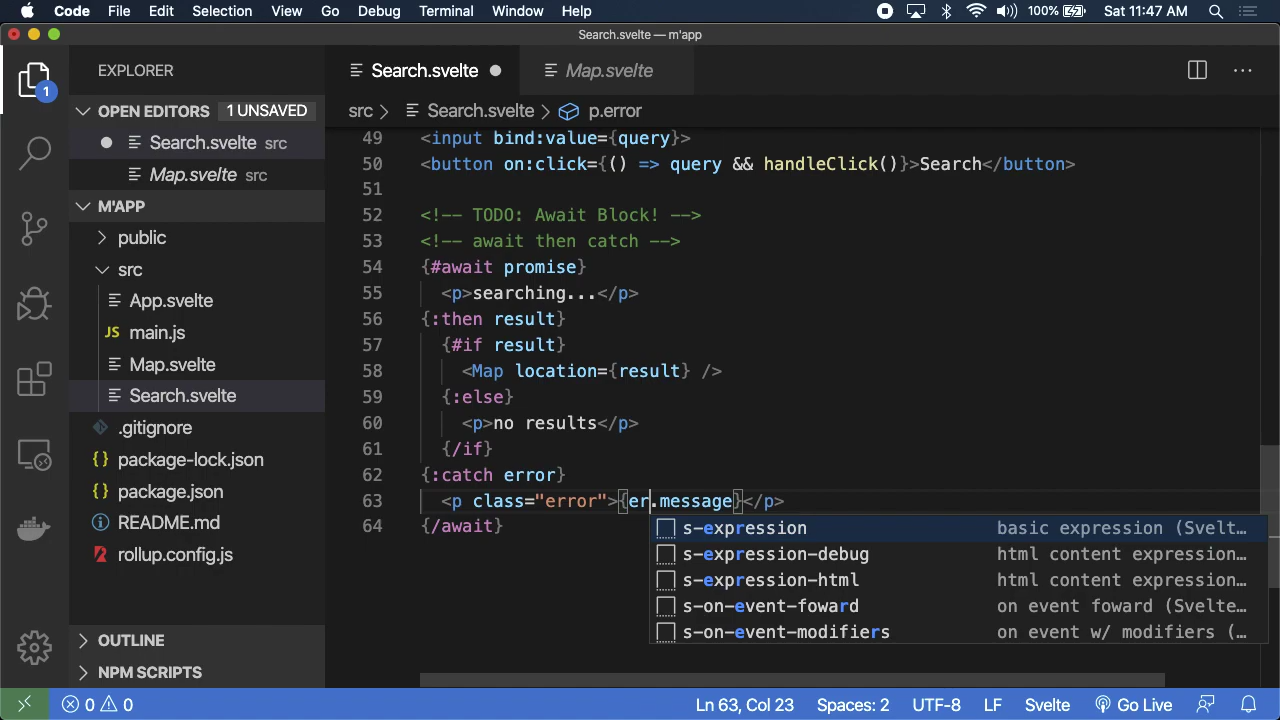 Code File Edit Selection View Go Debug Terminal Window Help 100% Sat 11:47 AM
Search.svelte — m'app
EXPLORER
OPEN EDITORS 1 UNSAVED
Search.svelte src
Map.svelte src
M'APP
public
src
App.svelte
JS main.js
Map.svelte
Search.svelte
.gitignore
{} package-lock.json
{} package.json
README.md
rollup.config.js
OUTLINE
NPM SCRIPTS
1
Search.svelte Map.svelte
src > Search.svelte > p.error
49 <input bind:value={query}>
50 <button on:click={() => query && handleClick()}>Search</button>
51
52 <!-- TODO: Await Block! -->
53 <!-- await then catch -->
54 {#await promise}
55 <p>searching...</p>
56 {:then result}
57 {#if result}
58 <Map location={result} />
59 {:else}
60 <p>no results</p>
61 {/if}
62 {:catch error}
63 <p class="error">{er.message}</p>
64 {/await}
s-expression basic expression (Svelt…
s-expression-debug html content expression…
s-expression-html html content expression…
s-on-event-foward on event foward (Svelte…
s-on-event-modifiers on event w/ modifiers (…
0 0 Ln 63, Col 23 Spaces: 2 UTF-8 LF Svelte Go Live